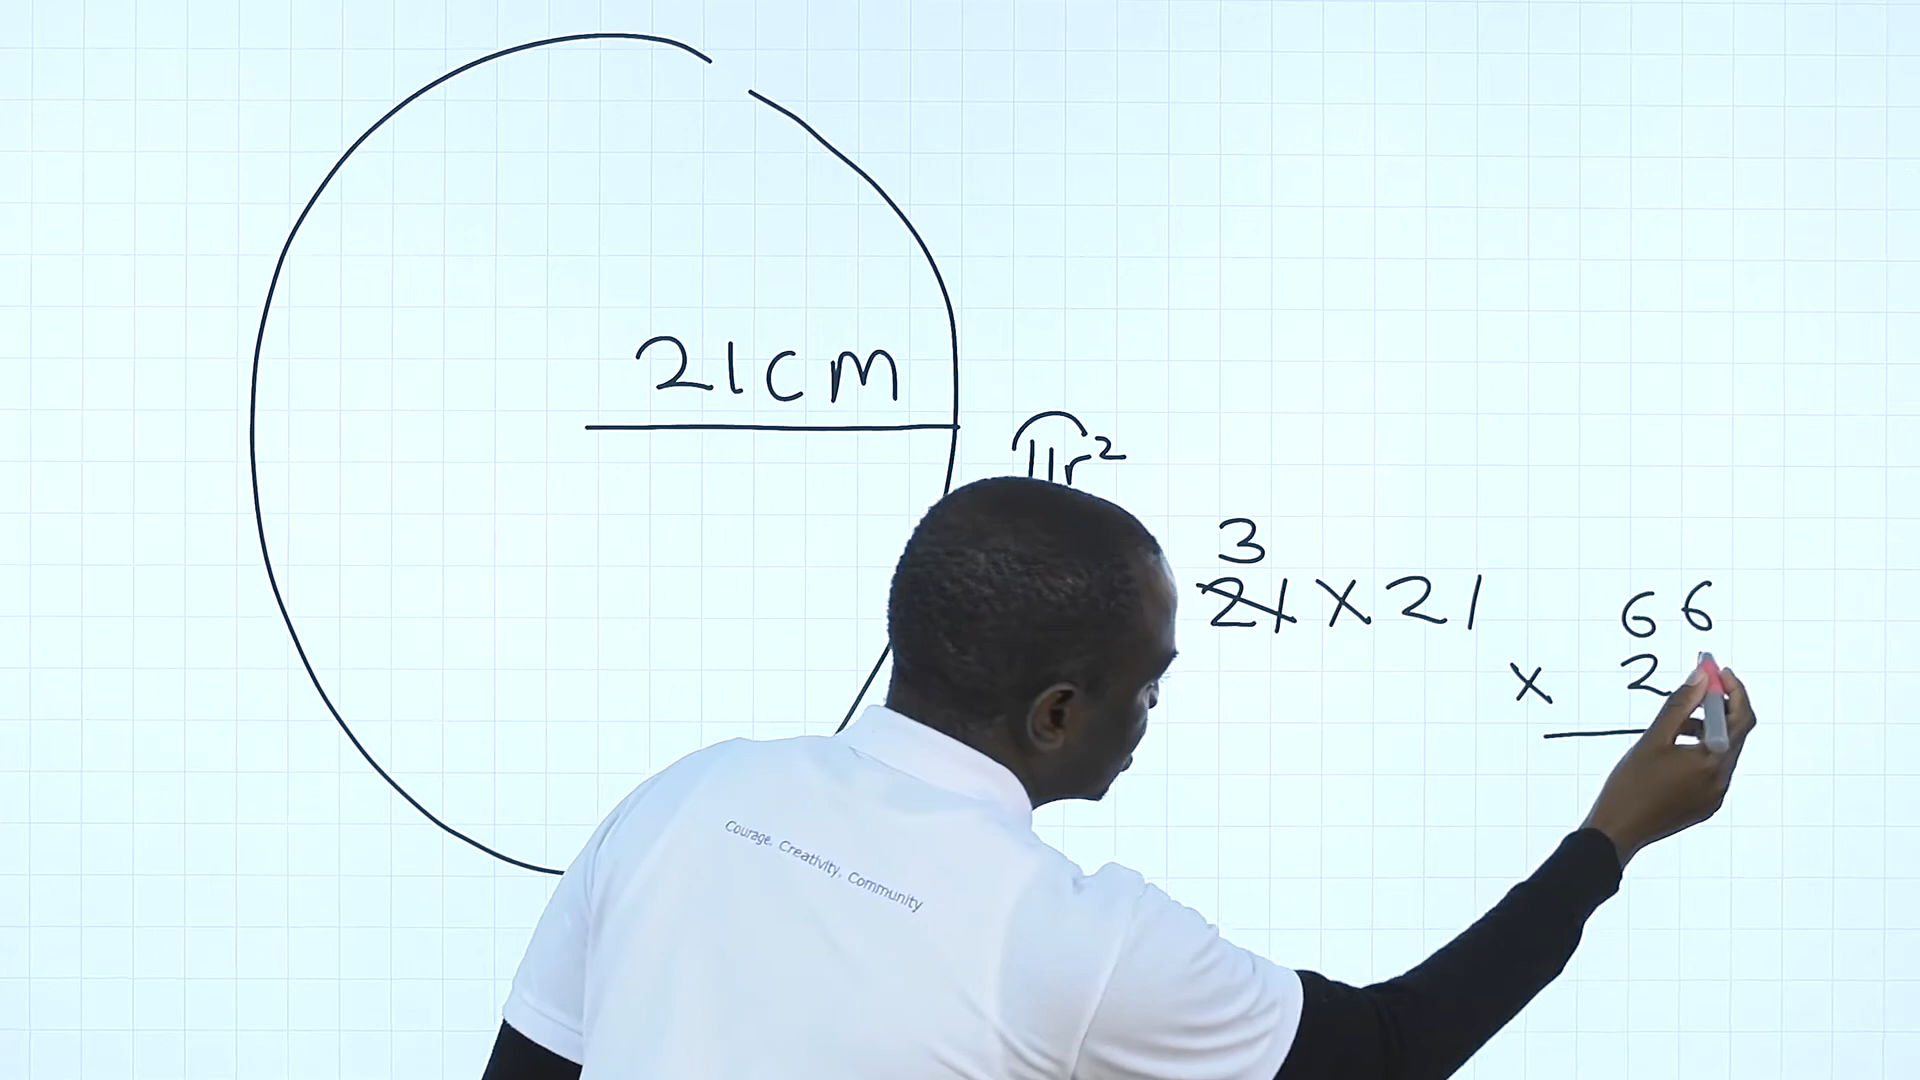 21cm
πr²
3
21 X 21
66
x 2
Courage. Creativity. Community